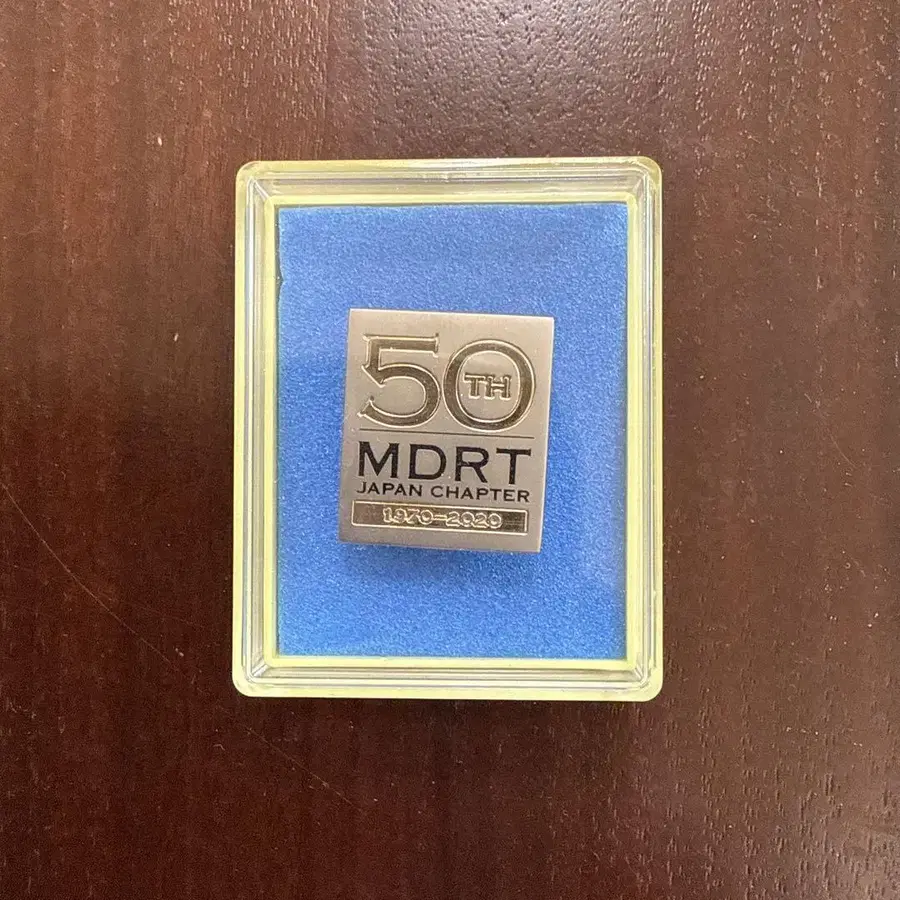 50TH
MDRT
JAPAN CHAPTER
1970-2020